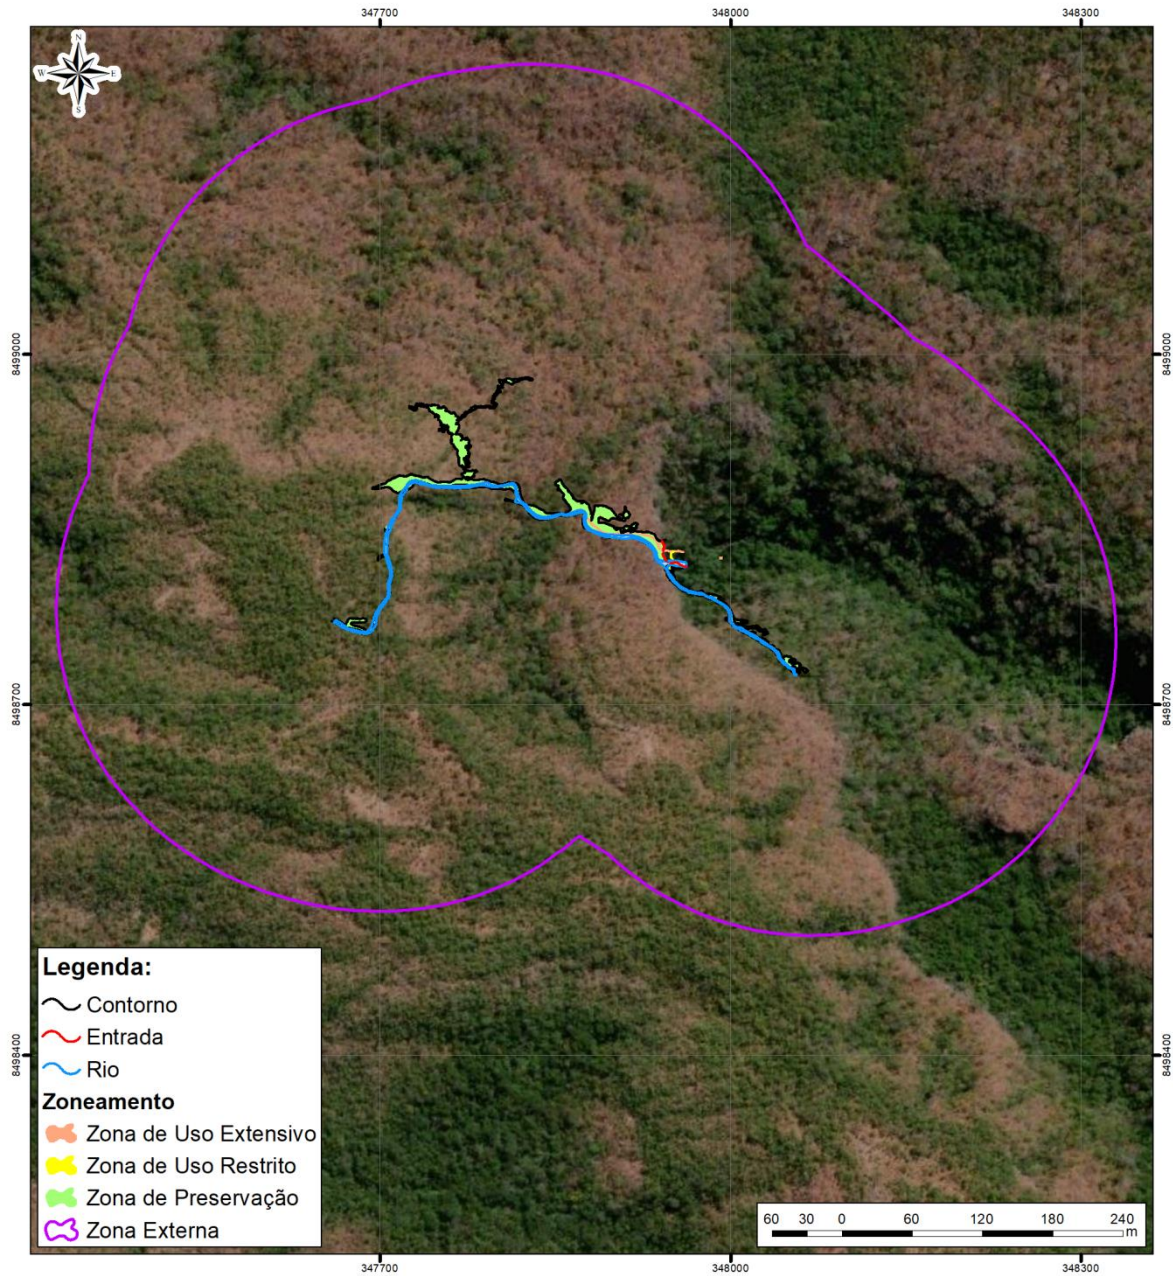 347700 348000 348300
N
W E
S
8499000 8499000
8498700 8498700
8498400 8498400
Legenda:
Contorno
Entrada
Rio
Zoneamento
Zona de Uso Extensivo
Zona de Uso Restrito
Zona de Preservação
Zona Externa
60 30 0 60 120 180 240
m
347700 348000 348300